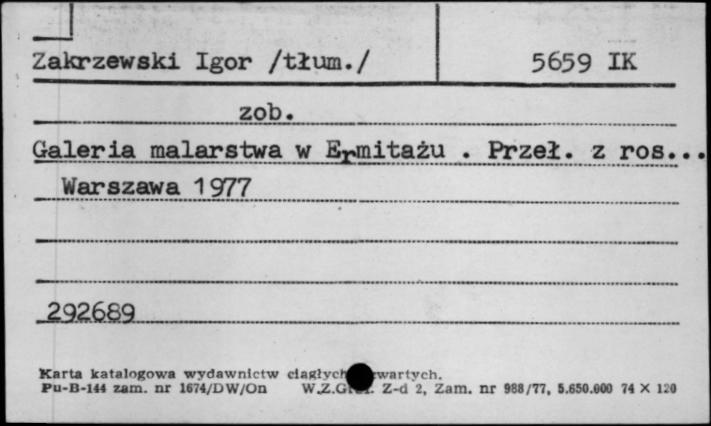 Zakrzewski Igor /tłum./ 5659 IK
zob.
Galeria malarstwa w Ermitażu . Przeł. z ros...
Warszawa 1977
292689
Karta katalogowa wydawnictw ciągłych
Pu-B-144 zam. nr 1674/DW/On W.Z.Graf. Z-d 2, Zam. nr 988/77, 5.650.000 74 X 120